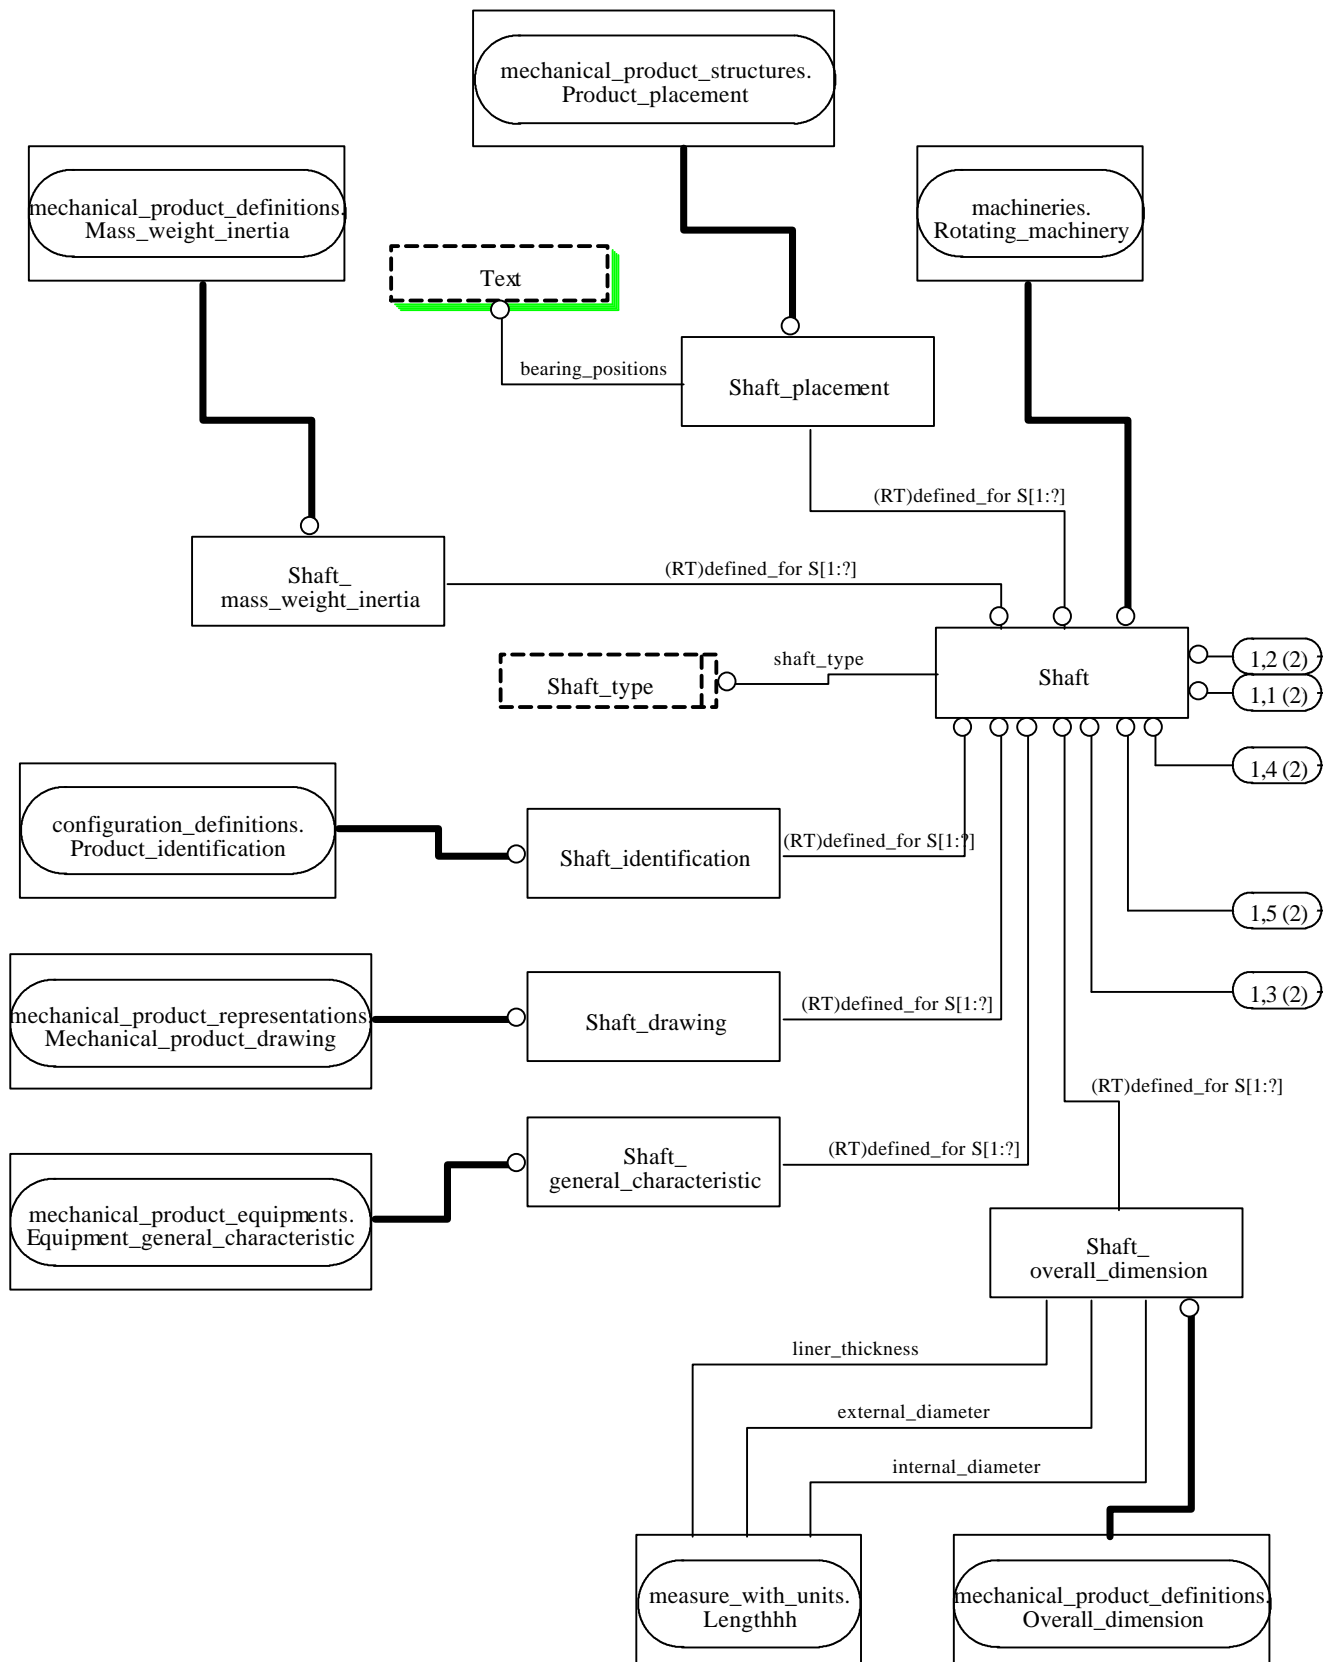 mechanical_product_structures.
Product_placement
mechanical_product_definitions.
Mass_weight_inertia
machineries.
Rotating_machinery
Text
bearing_positions
Shaft_placement
(RT)defined_for S[1:?]
Shaft_
mass_weight_inertia
(RT)defined_for S[1:?]
Shaft_type
shaft_type
Shaft
1,2 (2)
1,1 (2)
1,4 (2)
configuration_definitions.
Product_identification
Shaft_identification
(RT)defined_for S[1:?]
1,5 (2)
mechanical_product_representations.
Mechanical_product_drawing
Shaft_drawing
(RT)defined_for S[1:?]
1,3 (2)
(RT)defined_for S[1:?]
mechanical_product_equipments.
Equipment_general_characteristic
Shaft_
general_characteristic
(RT)defined_for S[1:?]
Shaft_
overall_dimension
liner_thickness
external_diameter
internal_diameter
measure_with_units.
Lengthhh
mechanical_product_definitions.
Overall_dimension